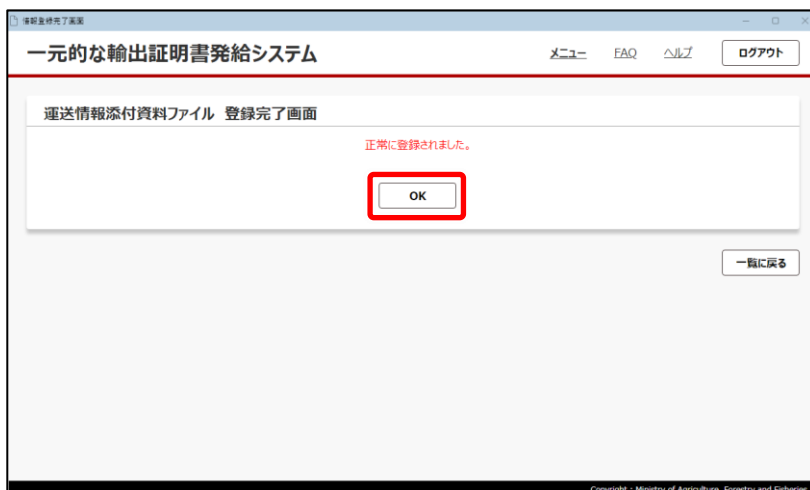 情報登録完了画面
一元的な輸出証明書発給システム
メニュー FAQ ヘルプ ログアウト
運送情報添付資料ファイル 登録完了画面
正常に登録されました。
OK
一覧に戻る
Copyright : Ministry of Agriculture, Forestry and Fisheries